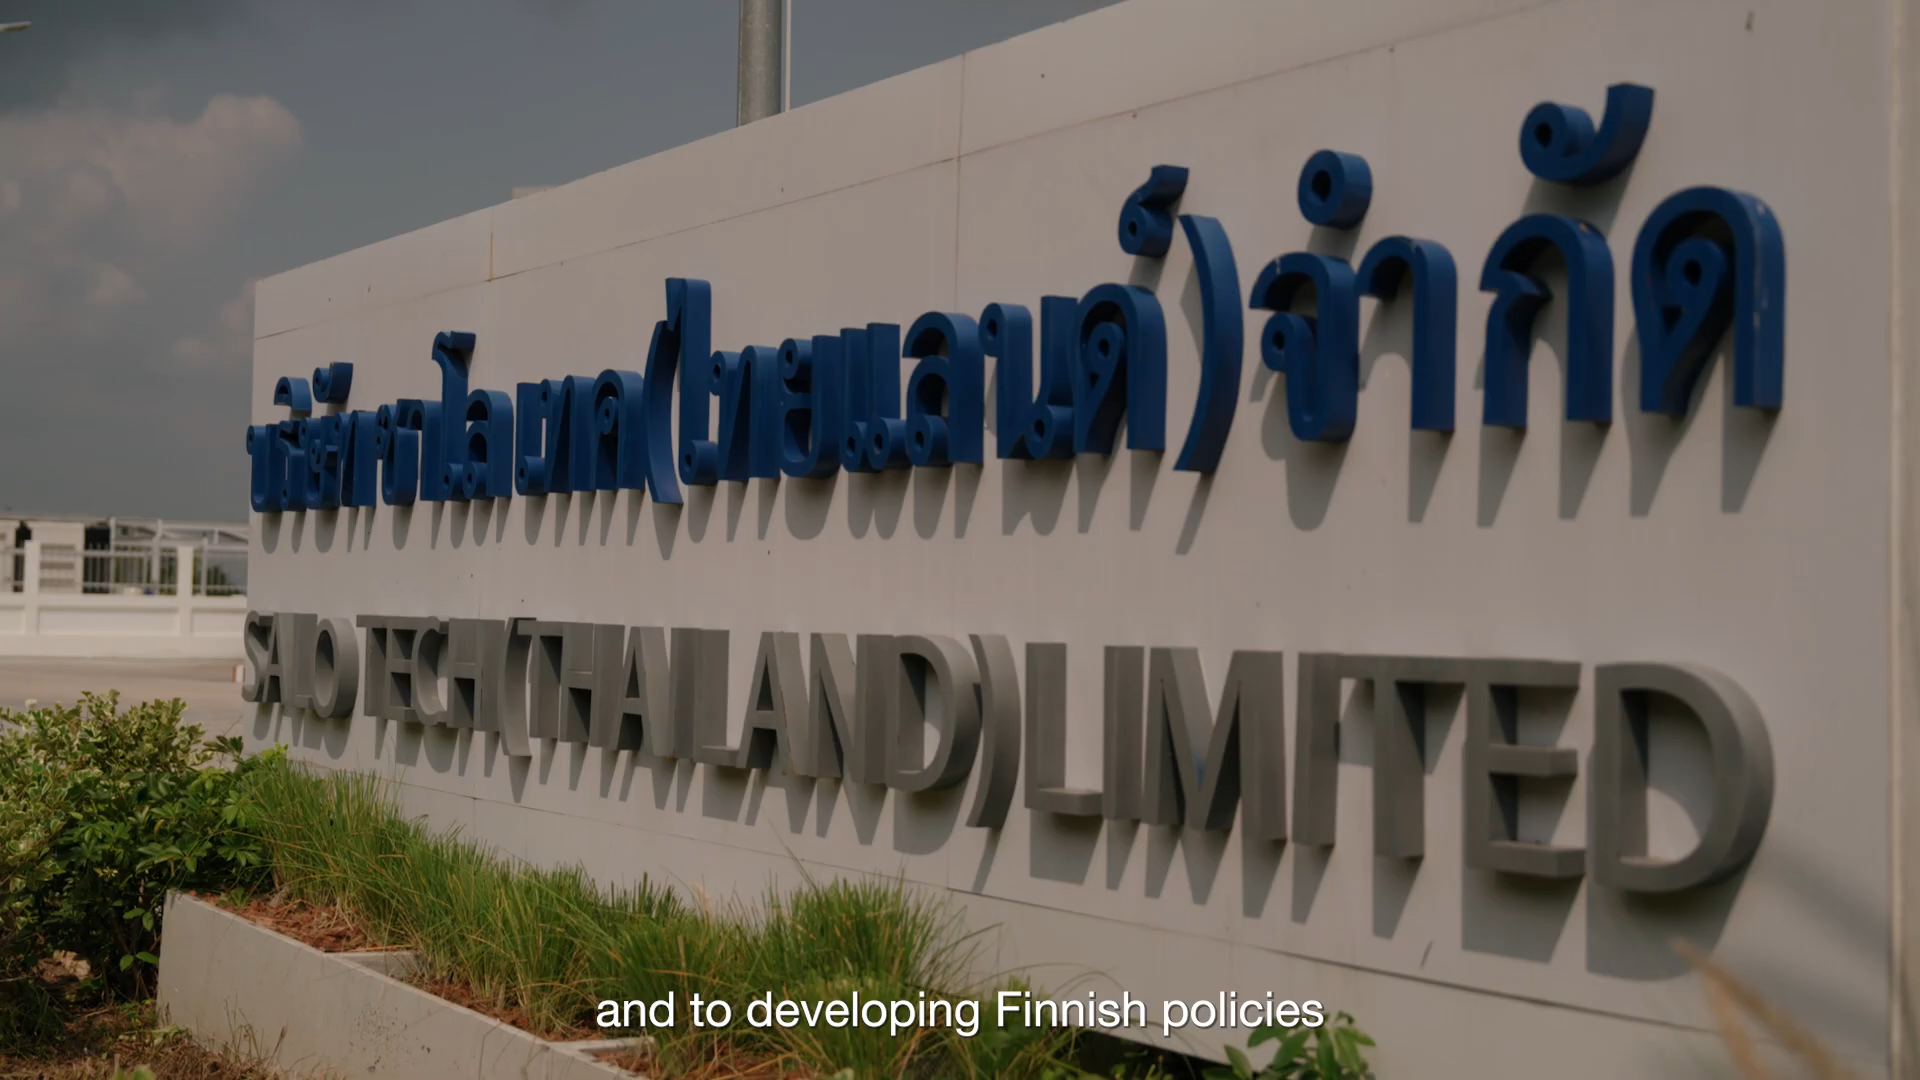 บริษัท ซาโลเทค (ไทยแลนด์) จำกัด
SALO TECH (THAILAND) LIMITED
and to developing Finnish policies